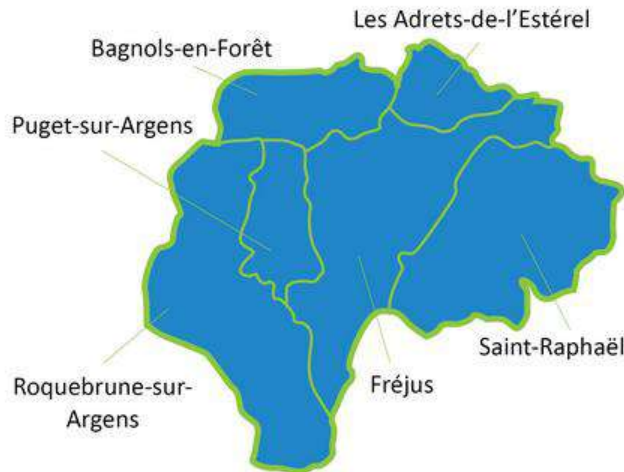 Les Adrets-de-l'Estérel
Bagnols-en-Forêt
Puget-sur-Argens
Saint-Raphaël
Fréjus
Roquebrune-sur-
Argens